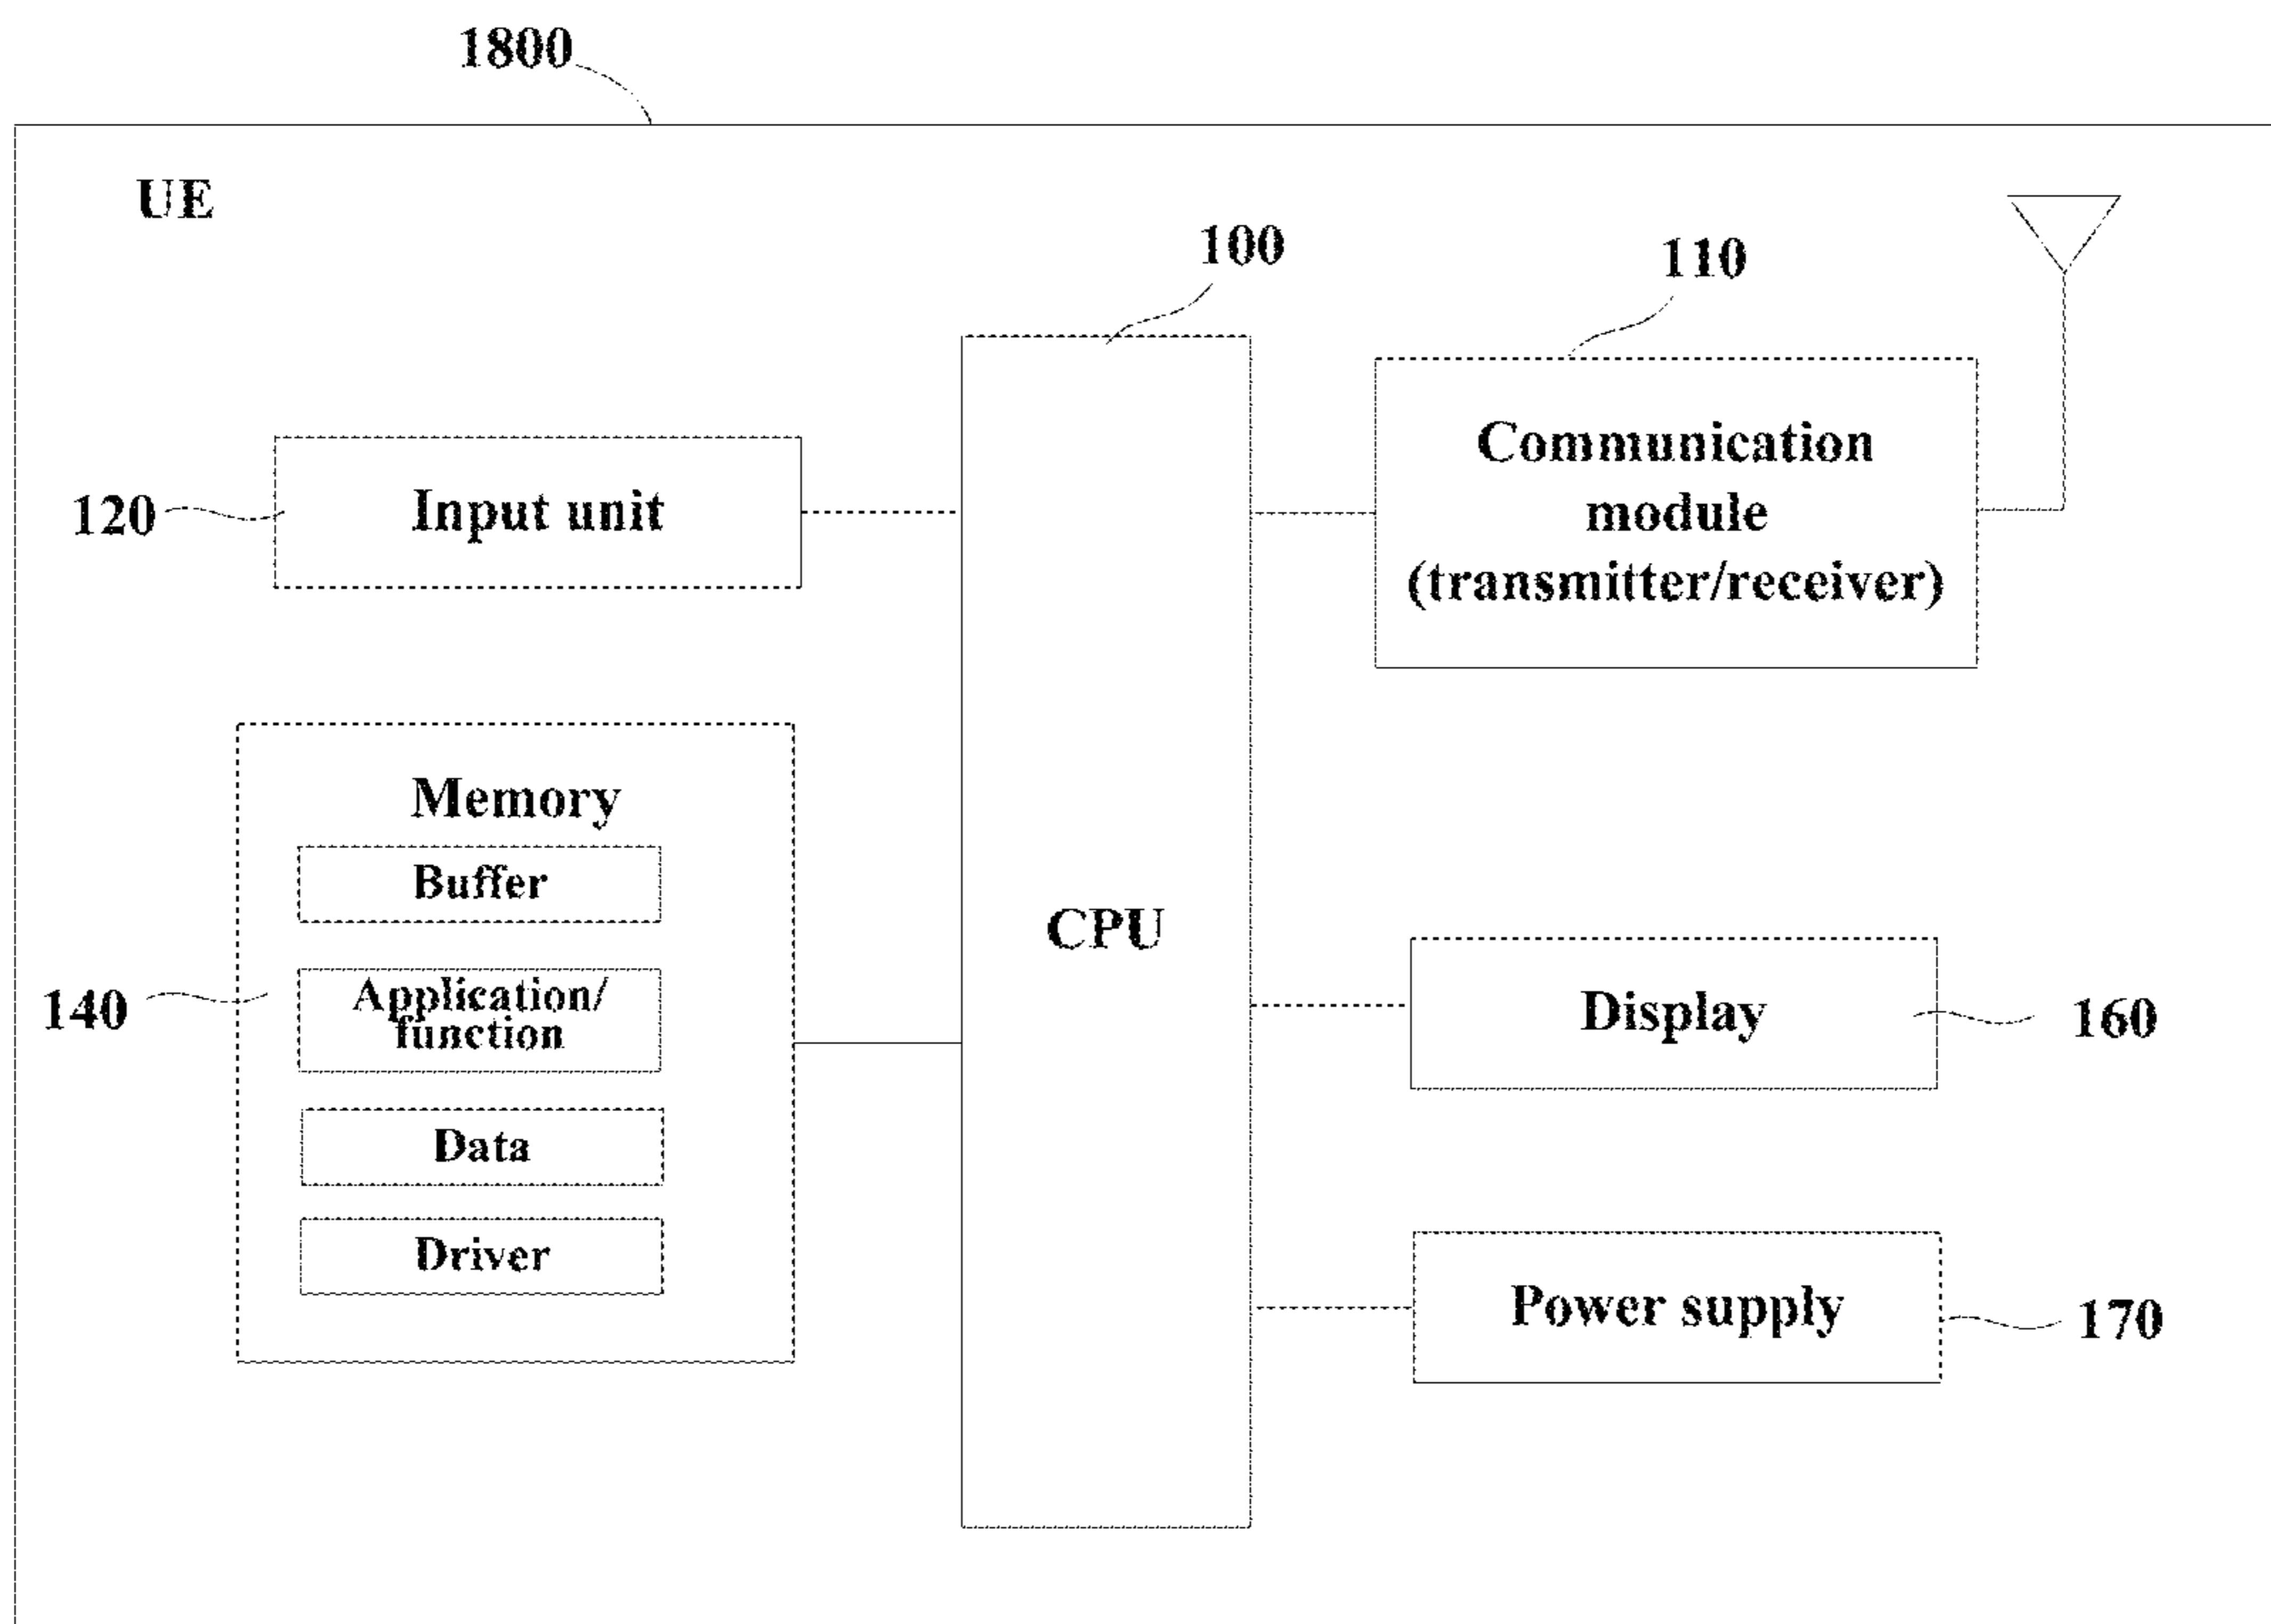 1800
UE
100
110
120
Input unit
Communication
module
(transmitter/receiver)
Memory
Buffer
140
Application/
function
Data
Driver
CPU
Display
160
Power supply
170